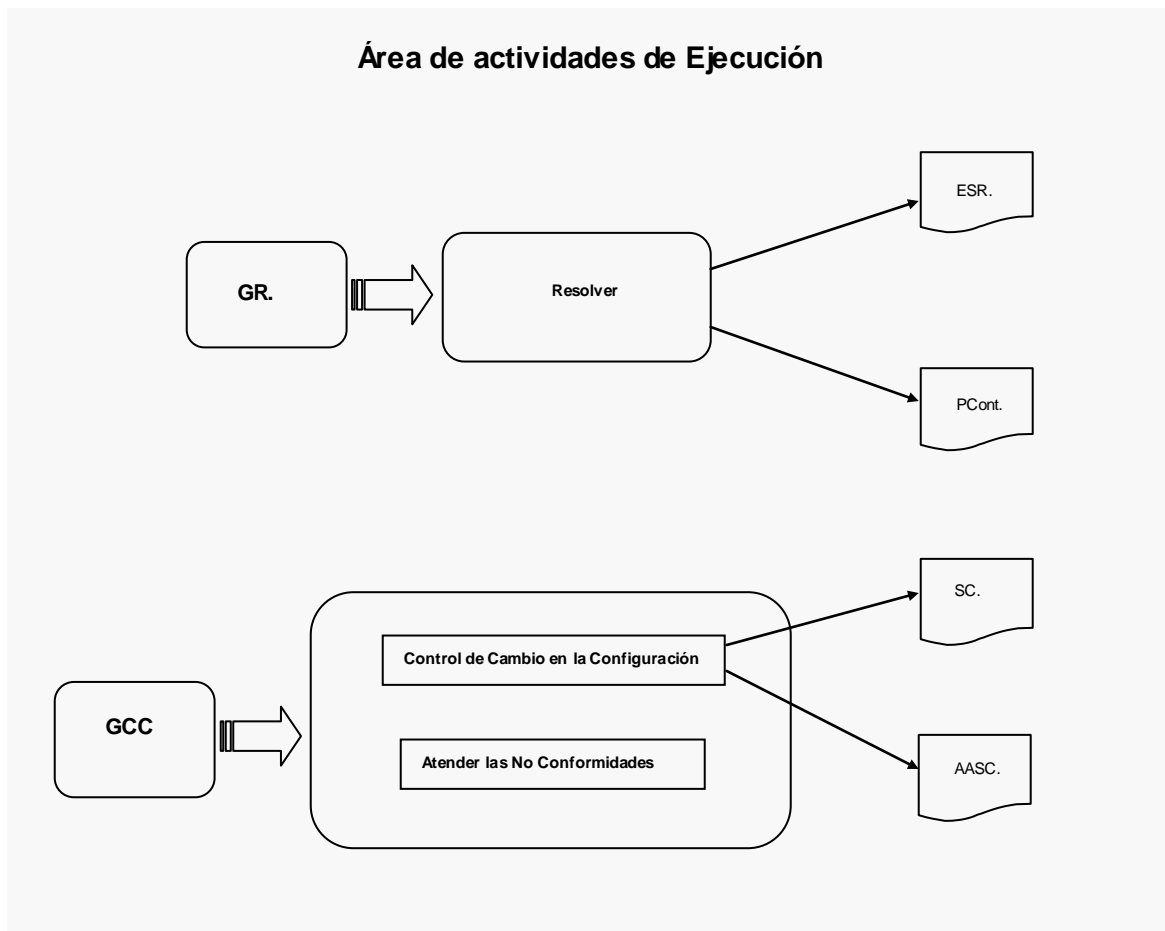 Área de actividades de Ejecución
ESR.
GR.
Resolver
PCont.
SC.
Control de Cambio en la Configuración
GCC
Atender las No Conformidades
AASC.